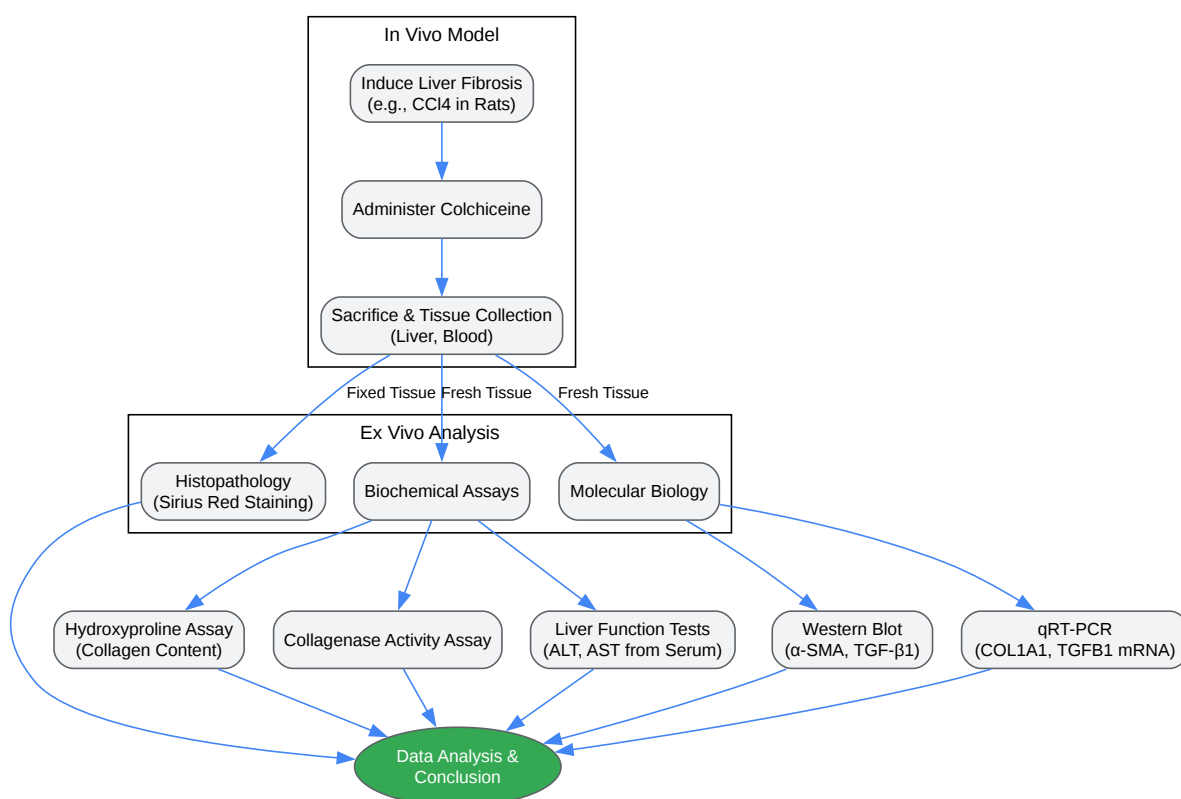 In Vivo Model
Induce Liver Fibrosis
(e.g., CCl4 in Rats)
Administer Colchiceine
Sacrifice & Tissue Collection
(Liver, Blood)
Fixed Tissue
Fresh Tissue
Fresh Tissue
Ex Vivo Analysis
Histopathology
(Sirius Red Staining)
Biochemical Assays
Molecular Biology
Hydroxyproline Assay
(Collagen Content)
Collagenase Activity Assay
Liver Function Tests
(ALT, AST from Serum)
Western Blot
(α-SMA, TGF-β1)
qRT-PCR
(COL1A1, TGFB1 mRNA)
Data Analysis &
Conclusion